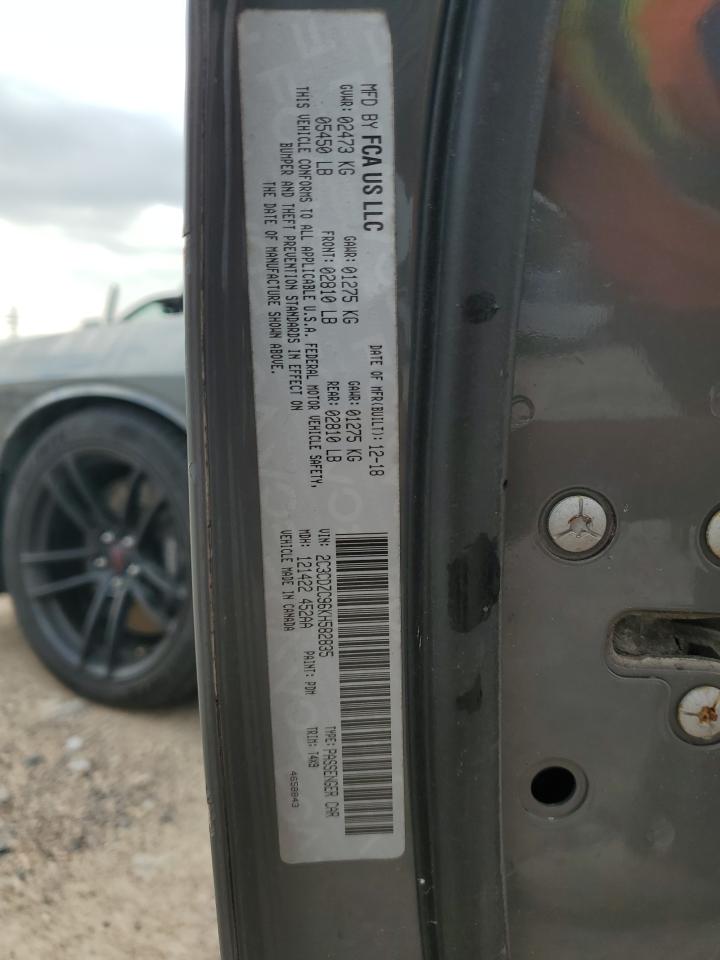 MFD BY FCA US LLC
DATE OF MFR(BUILT): 12-18
GVWR: 02473 KG
GAWR: 01275 KG
GAWR: 01275 KG
05450 LB
FRONT: 02810 LB
REAR: 02810 LB
THIS VEHICLE CONFORMS TO ALL APPLICABLE U.S.A. FEDERAL MOTOR VEHICLE SAFETY,
BUMPER AND THEFT PREVENTION STANDARDS IN EFFECT ON
THE DATE OF MANUFACTURE SHOWN ABOVE.
VIN: 2C3CDZC96KH582835
TYPE: PASSENGER CAR
MDH: 121422 452AA
PAINT: PDN
TRIM: T4X9
VEHICLE MADE IN CANADA
4658843